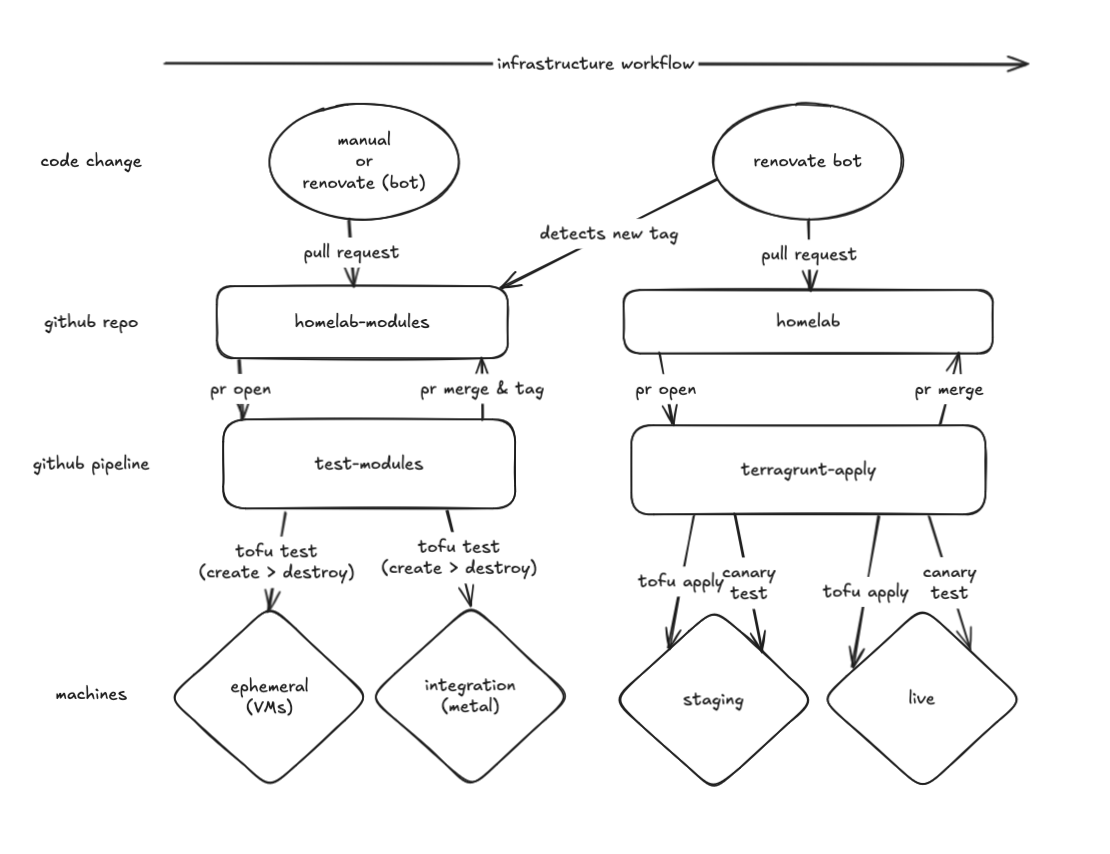 infrastructure workflow
code change
manual
or
renovate (bot)
renovate bot
detects new tag
pull request
pull request
github repo
homelab-modules
homelab
pr open
pr merge & tag
pr open
pr merge
github pipeline
test-modules
terragrunt-apply
tofu test
(create > destroy)
tofu test
(create > destroy)
tofu apply
canary
test
tofu apply
canary
test
machines
ephemeral
(VMs)
integration
(metal)
staging
live